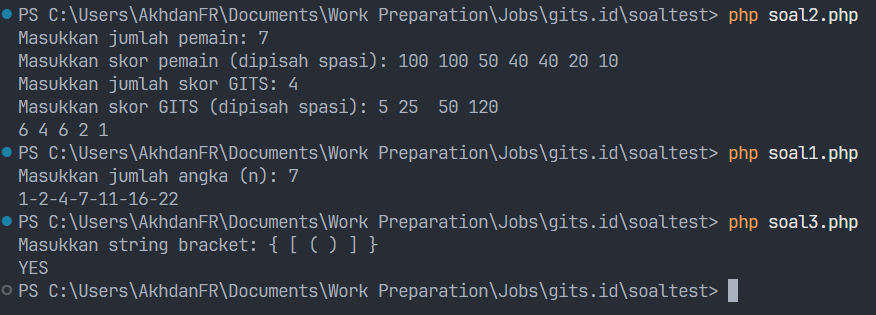 PS C:\Users\AkhdanFR\Documents\Work Preparation\Jobs\gits.id\soaltest> php soal2.php
Masukkan jumlah pemain: 7
Masukkan skor pemain (dipisah spasi): 100 100 50 40 40 20 10
Masukkan jumlah skor GITS: 4
Masukkan skor GITS (dipisah spasi): 5 25  50 120
6 4 6 2 1
PS C:\Users\AkhdanFR\Documents\Work Preparation\Jobs\gits.id\soaltest> php soal1.php
Masukkan jumlah angka (n): 7
1-2-4-7-11-16-22
PS C:\Users\AkhdanFR\Documents\Work Preparation\Jobs\gits.id\soaltest> php soal3.php
Masukkan string bracket: { [ ( ) ] }
YES
PS C:\Users\AkhdanFR\Documents\Work Preparation\Jobs\gits.id\soaltest>